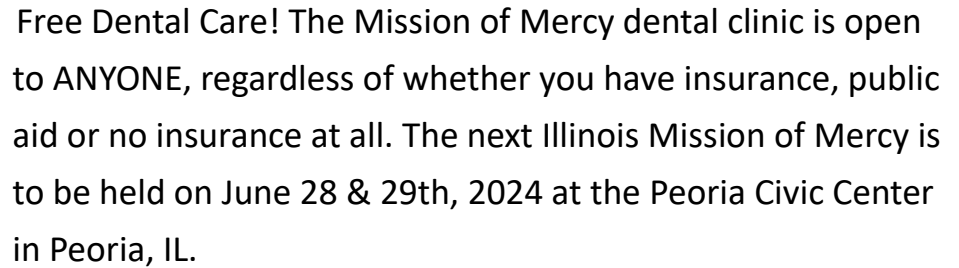 Free Dental Care! The Mission of Mercy dental clinic is open
to ANYONE, regardless of whether you have insurance, public
aid or no insurance at all. The next Illinois Mission of Mercy is
to be held on June 28 & 29th, 2024 at the Peoria Civic Center
in Peoria, IL.